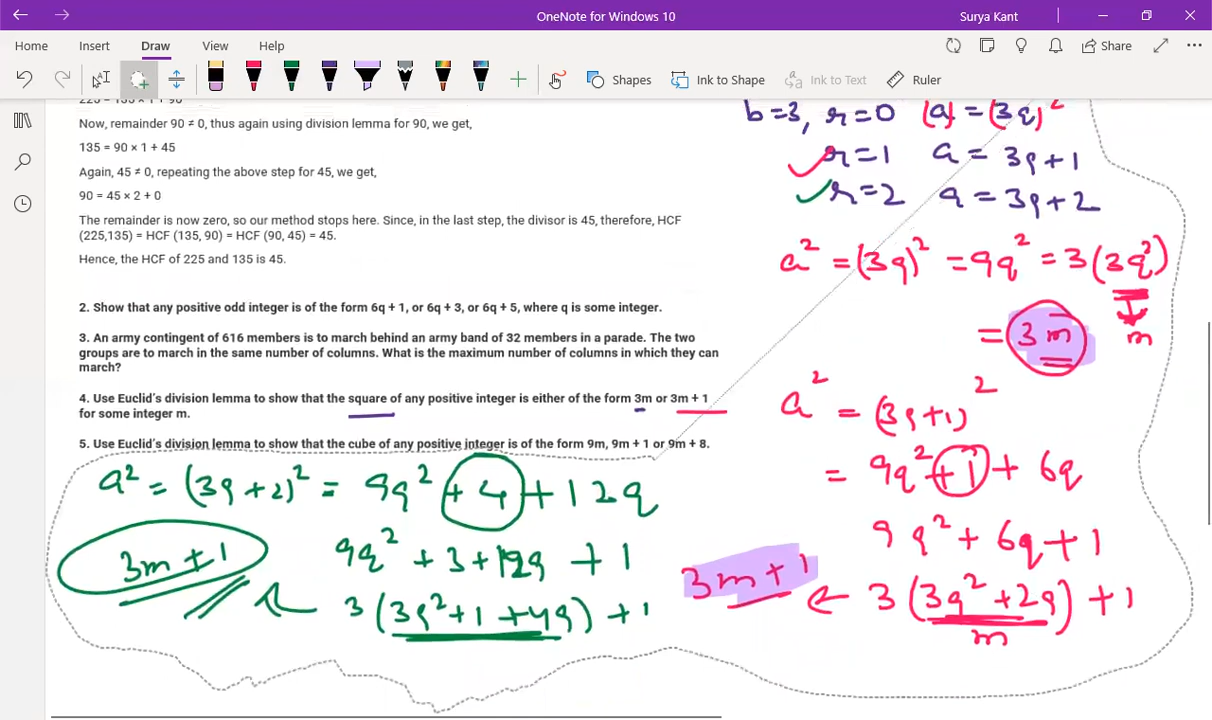 OneNote for Windows 10
Surya Kant
Home Insert Draw View Help
Share
Shapes Ink to Shape Ink to Text Ruler
225 = 135 × 1 + 90
Now, remainder 90 ≠ 0, thus again using division lemma for 90, we get,
135 = 90 × 1 + 45
Again, 45 ≠ 0, repeating the above step for 45, we get,
90 = 45 × 2 + 0
The remainder is now zero, so our method stops here. Since, in the last step, the divisor is 45, therefore, HCF
(225,135) = HCF (135, 90) = HCF (90, 45) = 45.
Hence, the HCF of 225 and 135 is 45.
2. Show that any positive odd integer is of the form 6q + 1, or 6q + 3, or 6q + 5, where q is some integer.
3. An army contingent of 616 members is to march behind an army band of 32 members in a parade. The two
groups are to march in the same number of columns. What is the maximum number of columns in which they can
march?
4. Use Euclid's division lemma to show that the square of any positive integer is either of the form 3m or 3m + 1
for some integer m.
5. Use Euclid's division lemma to show that the cube of any positive integer is of the form 9m, 9m + 1 or 9m + 8.
a² = (3q + 2)² = 9q² + 4 + 12q
9q² + 3 + 12q + 1
3 (3q² + 1 + 4q) + 1
3m + 1
b = 3, r = 0 (a) = (3q)²
r = 1 a = 3q + 1
r = 2 a = 3q + 2
a² = (3q)² = 9q² = 3 (3q²)
= 3m m
a² = (3q + 1)²
= 9q² + 1 + 6q
9q² + 6q + 1
3m + 1 ← 3 (3q² + 2q) + 1
m